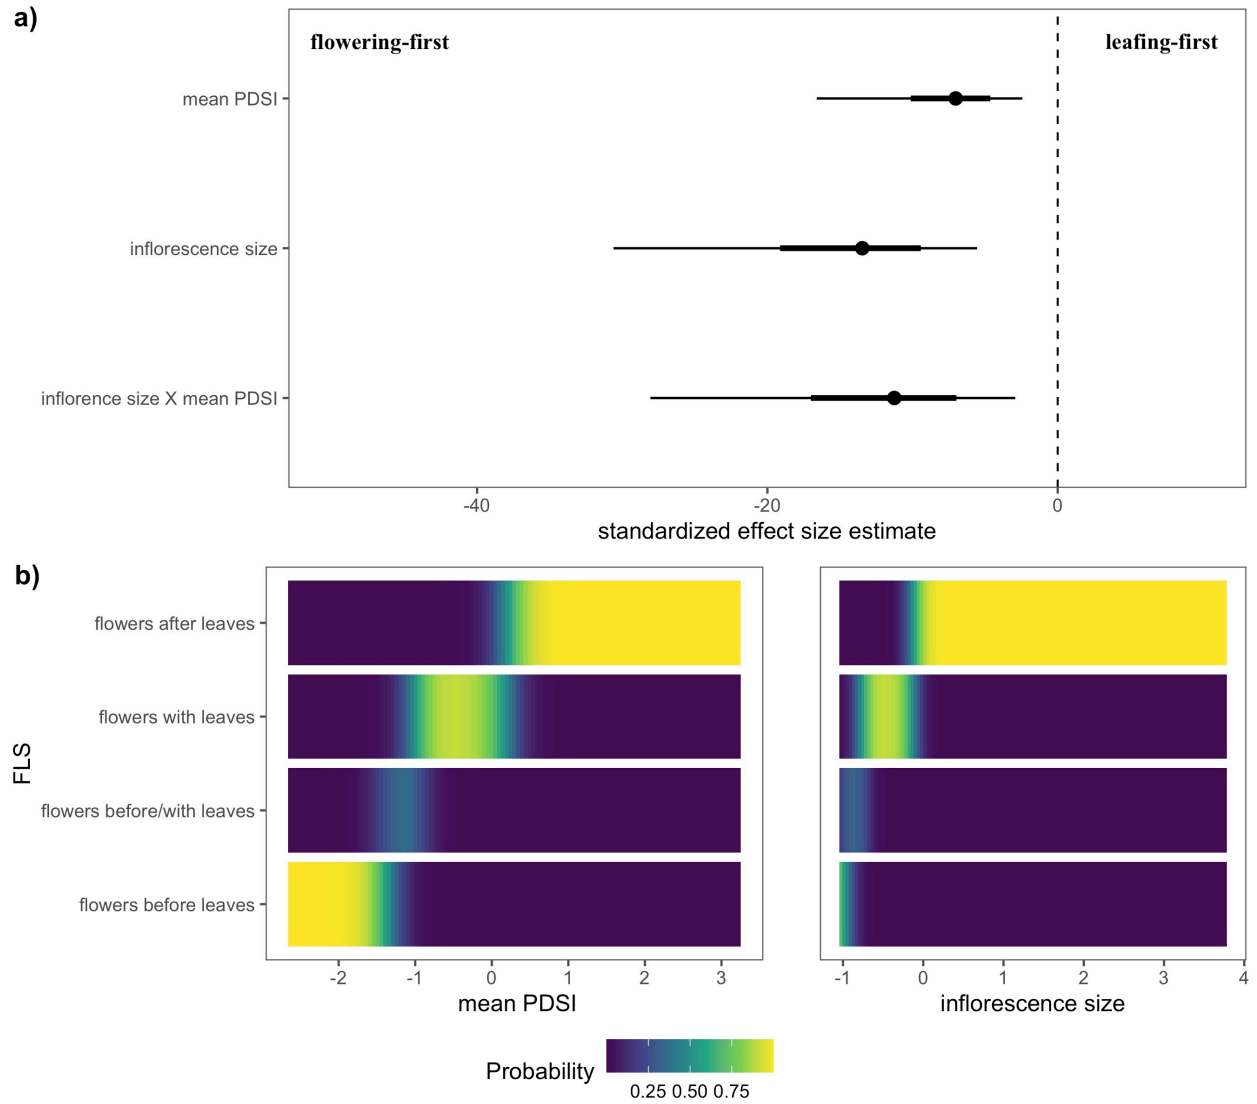 a)
flowering-first
leafing-first
mean PDSI
inflorescence size
inflorence size X mean PDSI
-40
-20
0
standardized effect size estimate
b)
FLS
flowers after leaves
flowers with leaves
flowers before/with leaves
flowers before leaves
-2 -1 0 1 2 3
mean PDSI
-1 0 1 2 3 4
inflorescence size
Probability
0.25 0.50 0.75